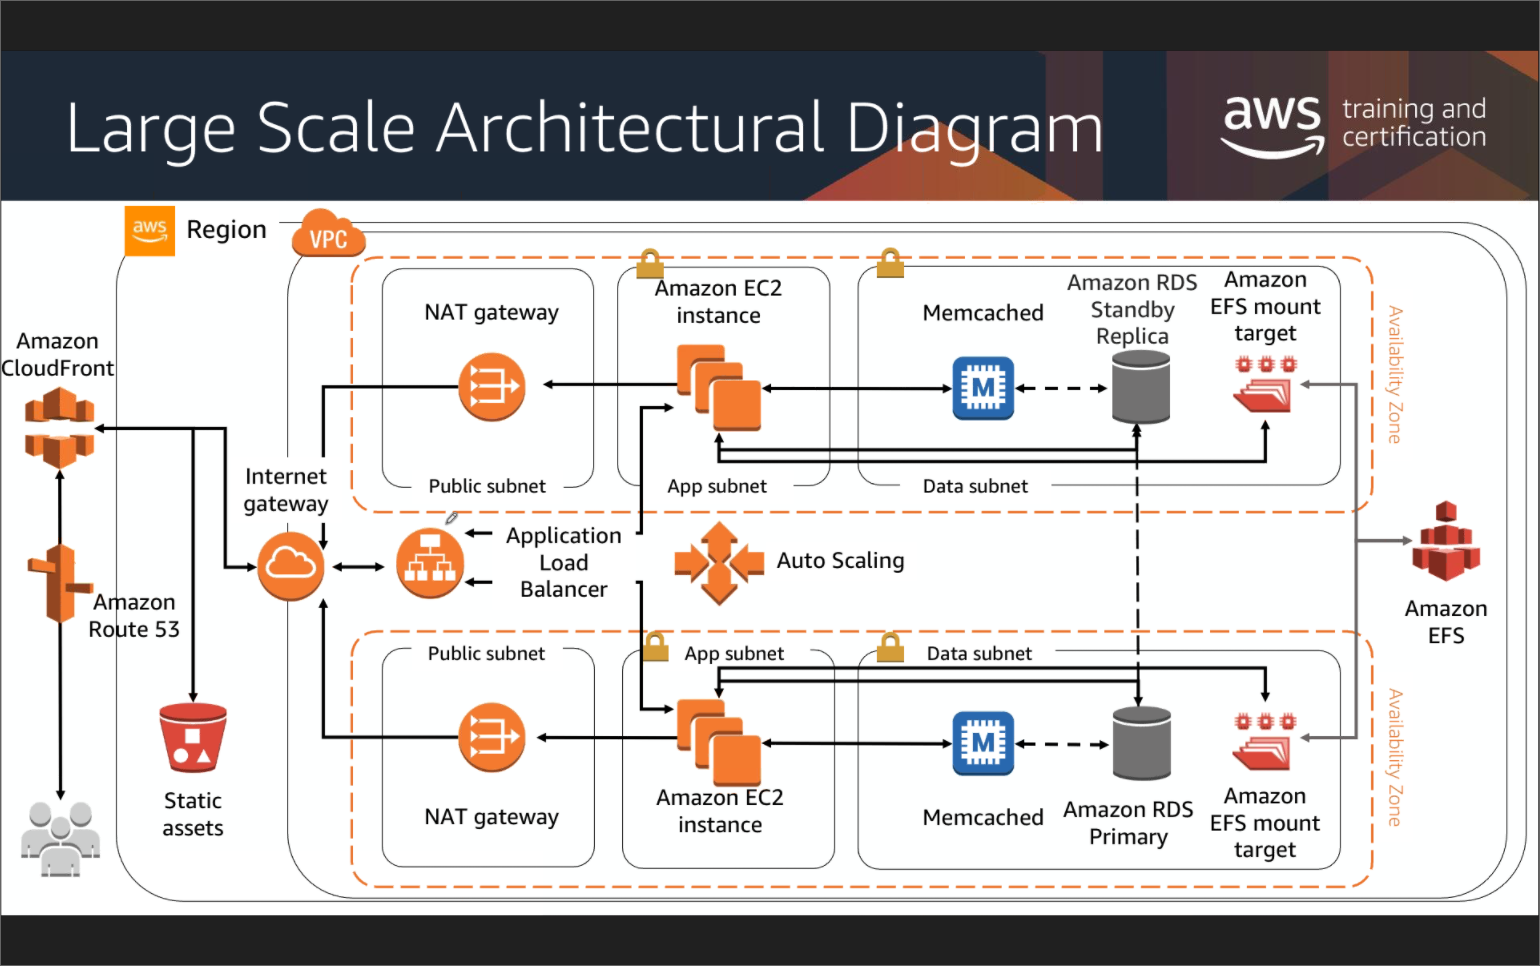 Large Scale Architectural Diagram
aws
training and
certification
aws
Region
VPC
Amazon
CloudFront
Amazon
Route 53
Static
assets
Internet
gateway
NAT gateway
Public subnet
Amazon EC2
instance
App subnet
Memcached
M
Amazon RDS
Standby
Replica
Amazon
EFS mount
target
Data subnet
Availability Zone
Application
Load
Balancer
Auto Scaling
Amazon
EFS
Public subnet
NAT gateway
App subnet
Amazon EC2
instance
Data subnet
M
Memcached
Amazon RDS
Primary
Amazon
EFS mount
target
Availability Zone